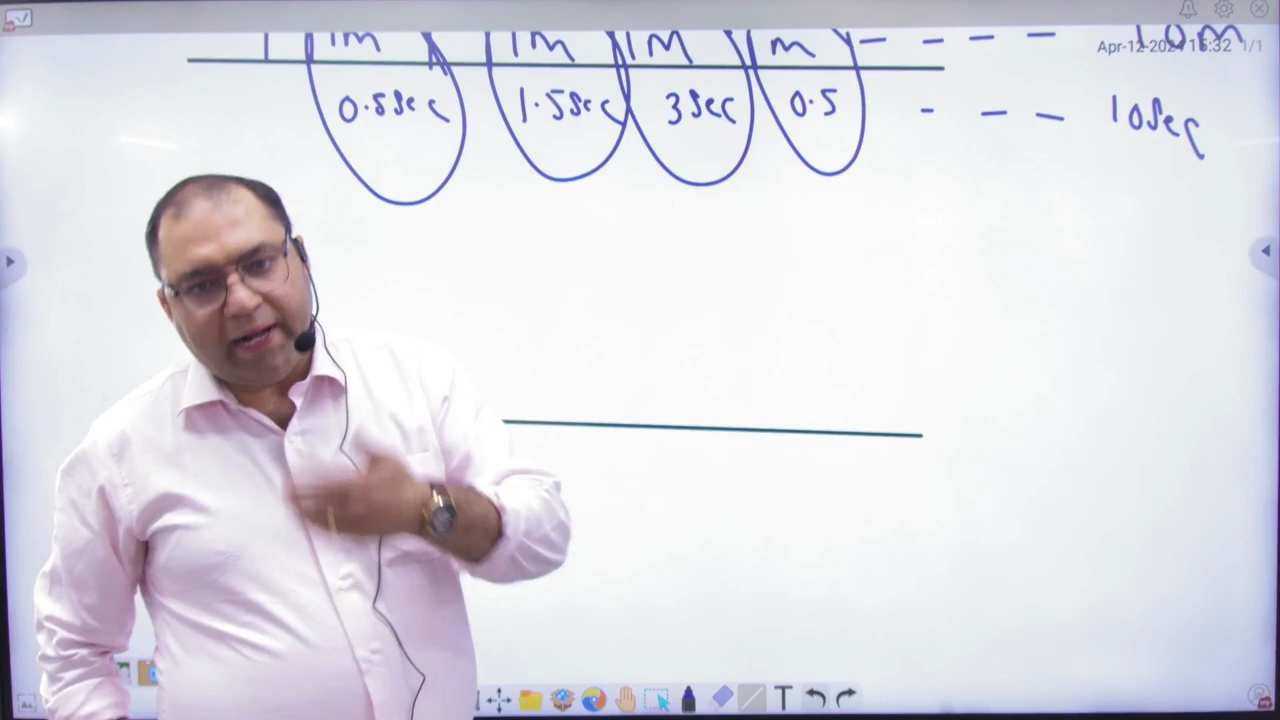 1m 1m 1m 1m - - - - 10m
Apr-12-2024 15:32 1/1
0.5sec 1.5sec 3sec 0.5 - - - 10sec
T